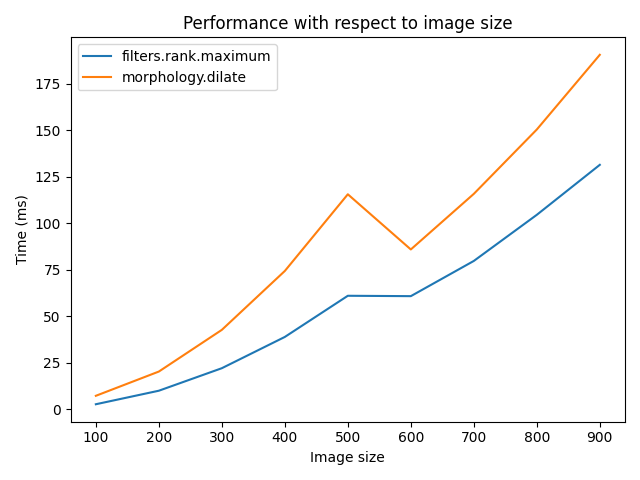 Performance with respect to image size
filters.rank.maximum
morphology.dilate
175
150
125
100
75
50
25
0
Time (ms)
100 200 300 400 500 600 700 800 900
Image size